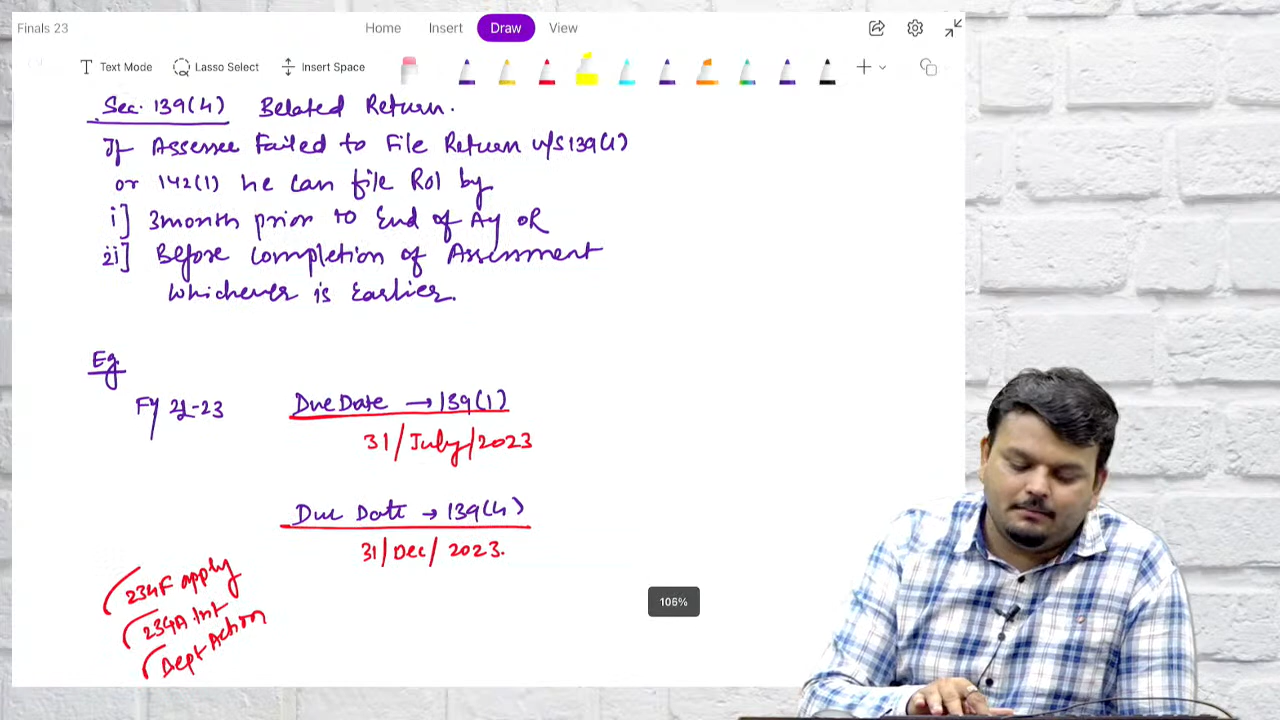 Finals 23
Home Insert Draw View
Text Mode Lasso Select Insert Space
Sec. 139(4) Belated Return.
If Assessee Failed to File Return u/s 139(1)
or 142(1) he can file RoI by
i] 3month prior to End of Ay oR
ii] Before completion of Assessment
whichever is Earlier.
Eg.
FY 22-23 Due Date → 139(1)
31/July/2023
Due Date → 139(4)
31/Dec/2023.
234F apply
234A Int
Dept Action
106%